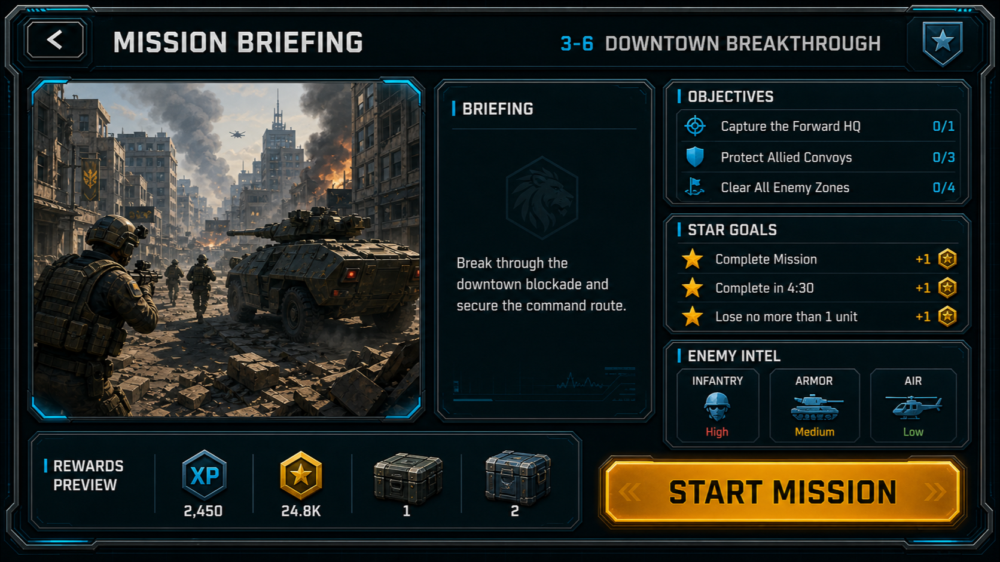 MISSION BRIEFING
3-6 DOWNTOWN BREAKTHROUGH
BRIEFING
Break through the
downtown blockade and
secure the command route.
OBJECTIVES
Capture the Forward HQ 0/1
Protect Allied Convoys 0/3
Clear All Enemy Zones 0/4
STAR GOALS
Complete Mission +1
Complete in 4:30 +1
Lose no more than 1 unit +1
ENEMY INTEL
INFANTRY ARMOR AIR
High Medium Low
REWARDS
PREVIEW
XP
2,450 24.8K 1 2
START MISSION